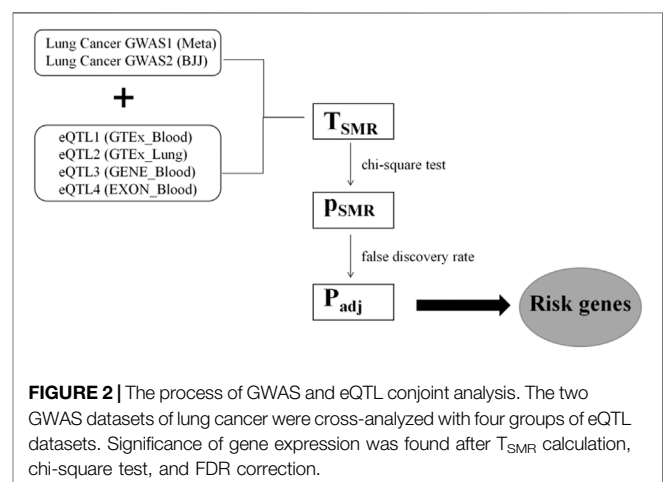 Lung Cancer GWAS1 (Meta)
Lung Cancer GWAS2 (BJJ)
+
eQTL1 (GTEx_Blood)
eQTL2 (GTEx_Lung)
eQTL3 (GENE_Blood)
eQTL4 (EXON_Blood)
TSMR
chi-square test
pSMR
false discovery rate
Padj
Risk genes
FIGURE 2 | The process of GWAS and eQTL conjoint analysis. The two
GWAS datasets of lung cancer were cross-analyzed with four groups of eQTL
datasets. Significance of gene expression was found after TSMR calculation,
chi-square test, and FDR correction.